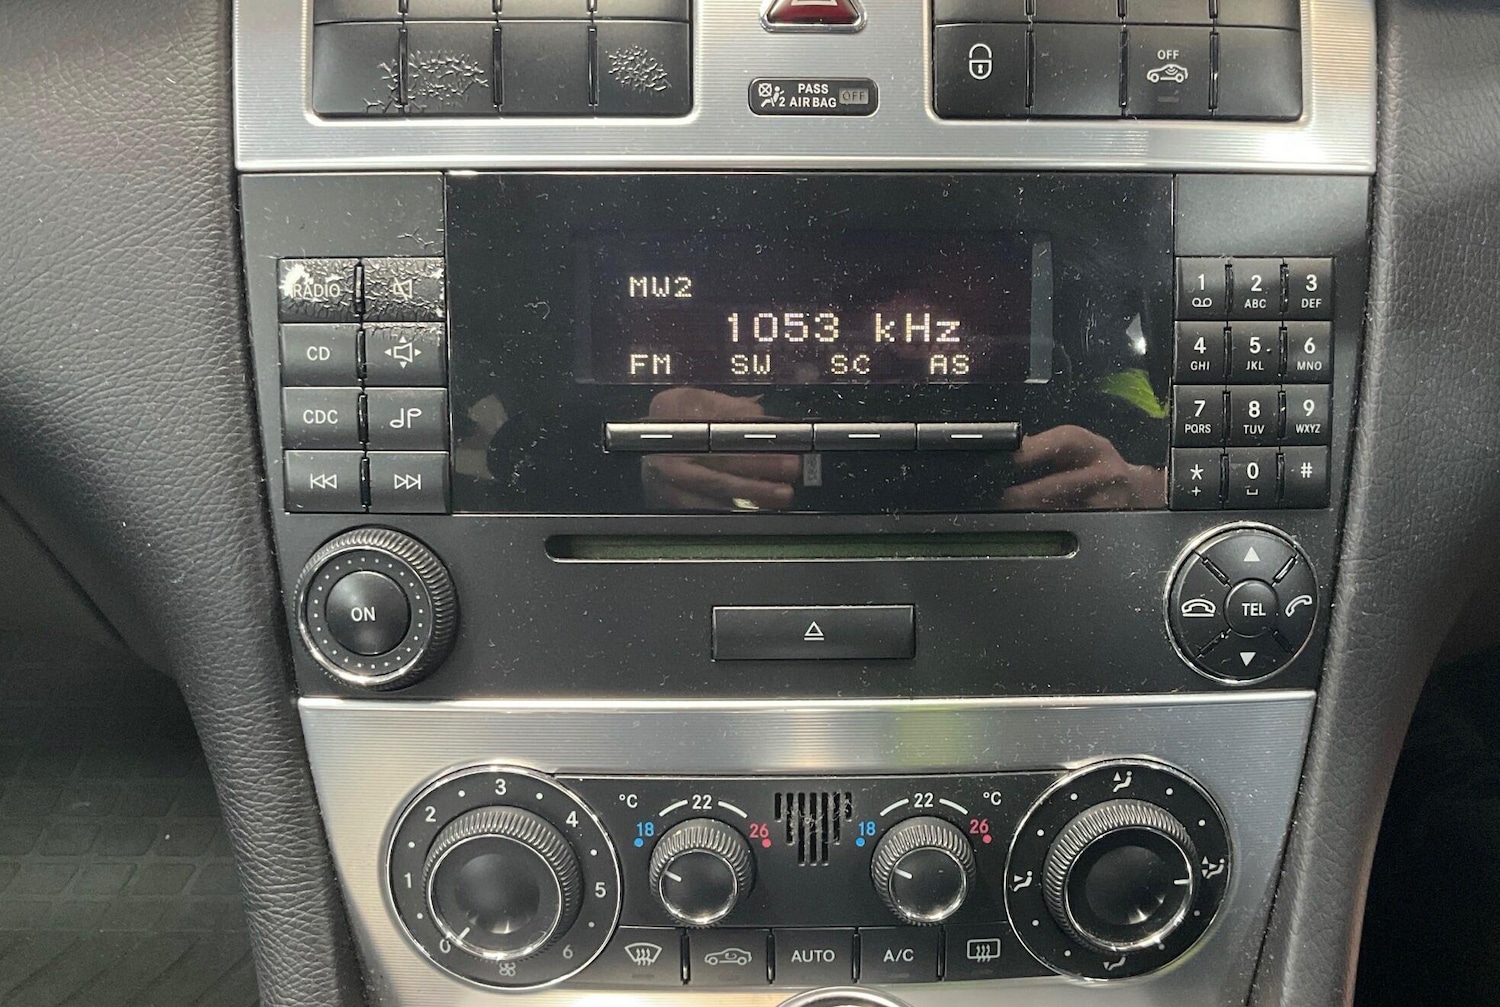 OFF
PASS
2 AIR BAG OFF
RADIO
MW2
1053 kHz
FM SW SC AS
CD
CDC
1 2 ABC 3 DEF
4 GHI 5 JKL 6 MNO
7 PQRS 8 TUV 9 WXYZ
* + 0 #
ON
TEL
0 1 2 3 4 5 6
°C 18 22 26
18 22 26 °C
AUTO A/C